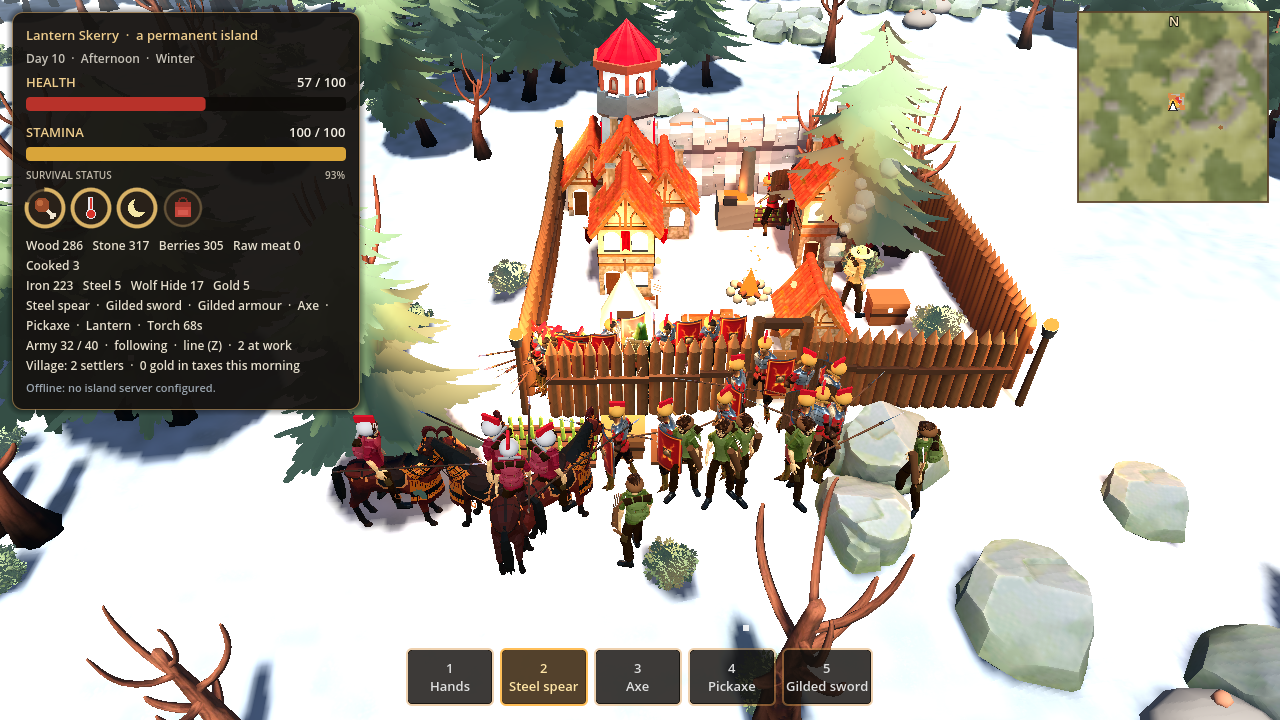 Lantern Skerry · a permanent island
Day 10 · Afternoon · Winter
HEALTH 57 / 100
STAMINA 100 / 100
SURVIVAL STATUS 93%
Wood 286 Stone 317 Berries 305 Raw meat 0
Cooked 3
Iron 223 Steel 5 Wolf Hide 17 Gold 5
Steel spear · Gilded sword · Gilded armour · Axe ·
Pickaxe · Lantern · Torch 68s
Army 32 / 40 · following · line (Z) · 2 at work
Village: 2 settlers · 0 gold in taxes this morning
Offline: no island server configured.
N
1 2 3 4 5
Hands Steel spear Axe Pickaxe Gilded sword